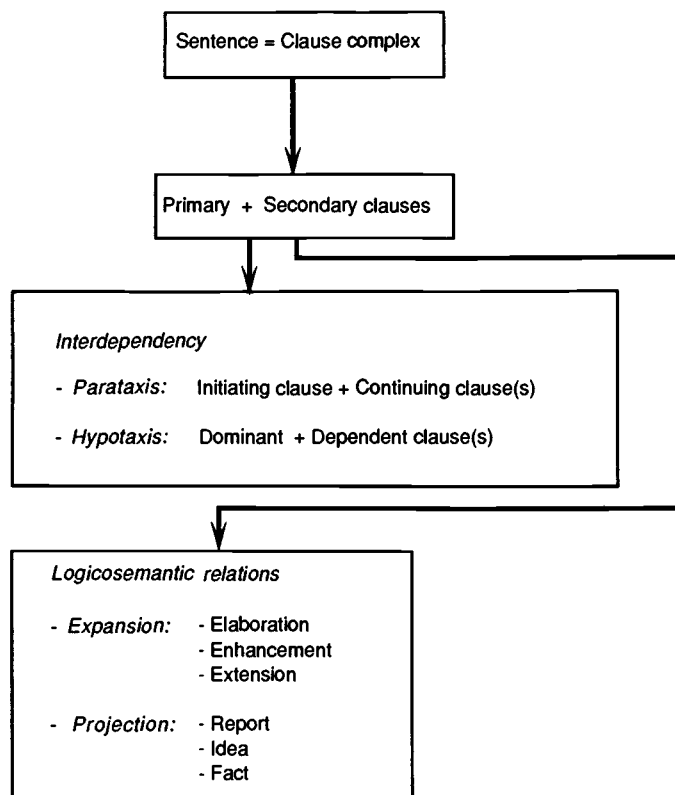 Sentence = Clause complex
Primary + Secondary clauses
Interdependency
- Parataxis: Initiating clause + Continuing clause(s)
- Hypotaxis: Dominant + Dependent clause(s)
Logicosemantic relations
- Expansion: - Elaboration
- Enhancement
- Extension
- Projection: - Report
- Idea
- Fact